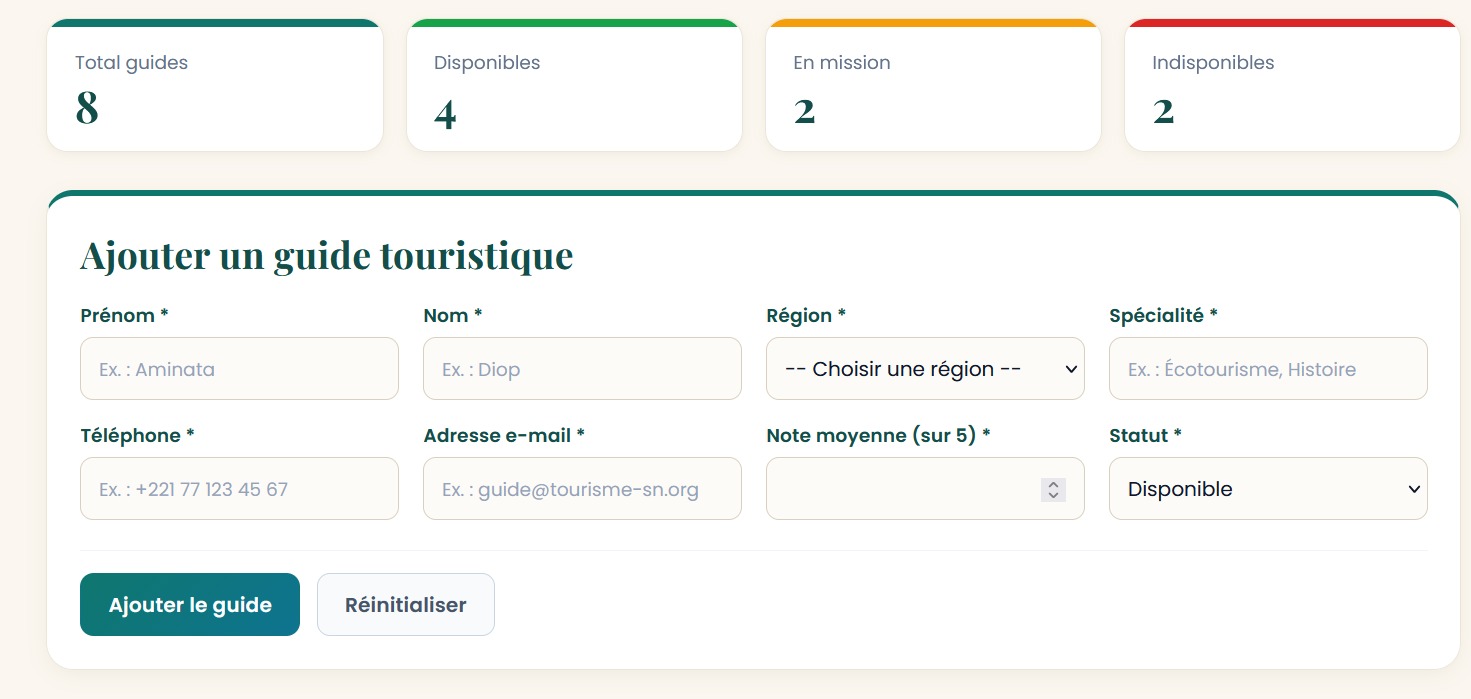 Total guides
8
Disponibles
4
En mission
2
Indisponibles
2
Ajouter un guide touristique
Prénom *
Ex. : Aminata
Nom *
Ex. : Diop
Région *
-- Choisir une région --
Spécialité *
Ex. : Écotourisme, Histoire
Téléphone *
Ex. : +221 77 123 45 67
Adresse e-mail *
Ex. : guide@tourisme-sn.org
Note moyenne (sur 5) *
Statut *
Disponible
Ajouter le guide
Réinitialiser